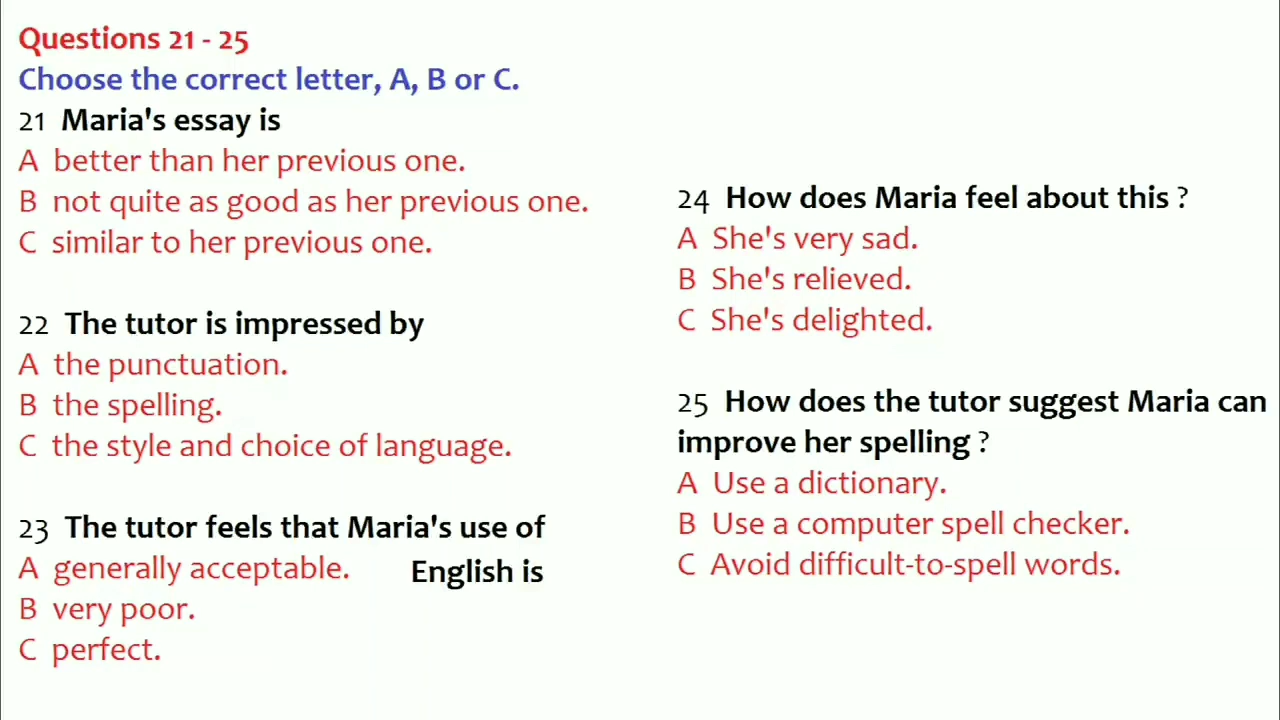 Questions 21 - 25
Choose the correct letter, A, B or C.
21 Maria's essay is
A better than her previous one.
B not quite as good as her previous one.
C similar to her previous one.
22 The tutor is impressed by
A the punctuation.
B the spelling.
C the style and choice of language.
23 The tutor feels that Maria's use of
English is
A generally acceptable.
B very poor.
C perfect.
24 How does Maria feel about this ?
A She's very sad.
B She's relieved.
C She's delighted.
25 How does the tutor suggest Maria can
improve her spelling ?
A Use a dictionary.
B Use a computer spell checker.
C Avoid difficult-to-spell words.